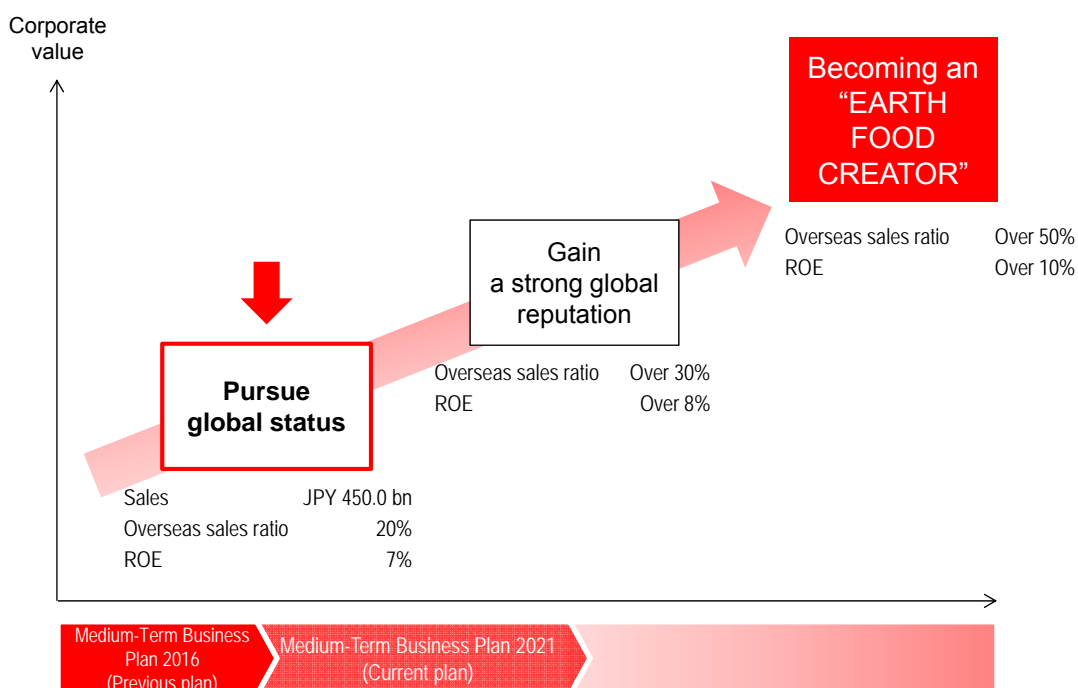 Corporate
value
Becoming an
“EARTH
FOOD
CREATOR”
Overseas sales ratio Over 50%
ROE Over 10%
Gain
a strong global
reputation
Overseas sales ratio Over 30%
ROE Over 8%
Pursue
global status
Sales JPY 450.0 bn
Overseas sales ratio 20%
ROE 7%
Medium-Term Business
Plan 2016
(Previous plan)
Medium-Term Business Plan 2021
(Current plan)